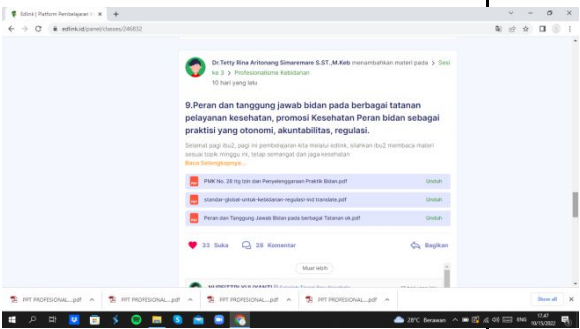 Edlink | Platform Pembelajaran
edlink.id/panel/classes/246832
Dr.Tetty Rina Aritonang Simaremare S.ST.,M.Keb menambahkan materi pada > Sesi
ke 3 > Profesionalisme Kebidanan
10 hari yang lalu
9.Peran dan tanggung jawab bidan pada berbagai tatanan
pelayanan kesehatan, promosi Kesehatan Peran bidan sebagai
praktisi yang otonomi, akuntabilitas, regulasi.
Selamat pagi ibu2, pagi ini pembelajaran kita melalui edlink, silahkan ibu2 membaca materi
sesuai topik minggu ini, tetap semangat dan jaga kesehatan
Baca Selengkapnya...
PMK No. 28 ttg Izin dan Penyelenggaraan Praktik Bidan.pdf Unduh
standar-global-untuk-kebidanan-regulasi-ind translate.pdf Unduh
Peran dan Tanggung Jawab Bidan pada berbagai Tatanan ok.pdf Unduh
33 Suka 28 Komentar Bagikan
Muat lebih
PPT PROFESIONAL....pdf PPT PROFESIONAL....pdf PPT PROFESIONAL....pdf PPT PROFESIONAL....pdf Show all
28°C Berawan ENG 17.47
10/15/2022